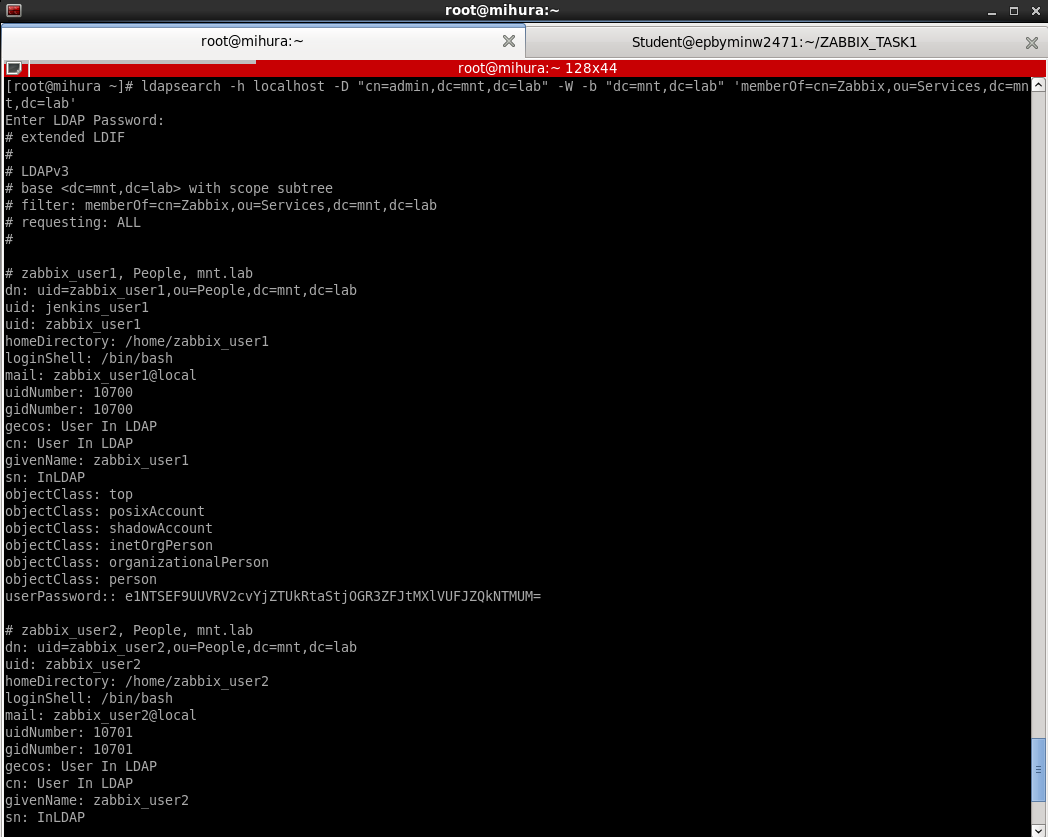 root@mihura:~
root@mihura:~
Student@epbyminw2471:~/ZABBIX_TASK1
root@mihura:~ 128x44
[root@mihura ~]# ldapsearch -h localhost -D "cn=admin,dc=mnt,dc=lab" -W -b "dc=mnt,dc=lab" 'memberOf=cn=Zabbix,ou=Services,dc=mn
t,dc=lab'
Enter LDAP Password:
# extended LDIF
#
# LDAPv3
# base <dc=mnt,dc=lab> with scope subtree
# filter: memberOf=cn=Zabbix,ou=Services,dc=mnt,dc=lab
# requesting: ALL
#
# zabbix_user1, People, mnt.lab
dn: uid=zabbix_user1,ou=People,dc=mnt,dc=lab
uid: jenkins_user1
uid: zabbix_user1
homeDirectory: /home/zabbix_user1
loginShell: /bin/bash
mail: zabbix_user1@local
uidNumber: 10700
gidNumber: 10700
gecos: User In LDAP
cn: User In LDAP
givenName: zabbix_user1
sn: InLDAP
objectClass: top
objectClass: posixAccount
objectClass: shadowAccount
objectClass: inetOrgPerson
objectClass: organizationalPerson
objectClass: person
userPassword:: e1NTSEF9UUVRV2cvYjZTUkRtaStjOGR3ZFJtMXlVUFJZQkNTMUM=
# zabbix_user2, People, mnt.lab
dn: uid=zabbix_user2,ou=People,dc=mnt,dc=lab
uid: zabbix_user2
homeDirectory: /home/zabbix_user2
loginShell: /bin/bash
mail: zabbix_user2@local
uidNumber: 10701
gidNumber: 10701
gecos: User In LDAP
cn: User In LDAP
givenName: zabbix_user2
sn: InLDAP